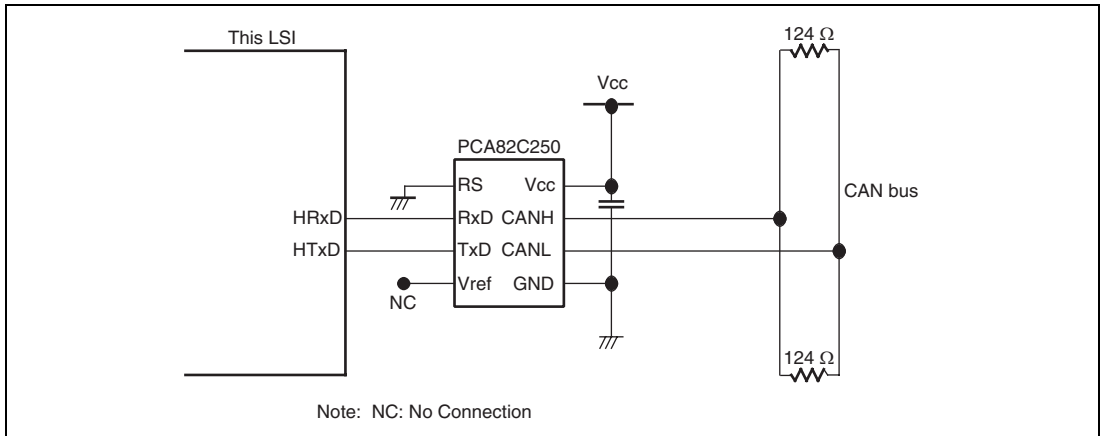 This LSI
124 Ω
Vcc
PCA82C250
RS Vcc
CAN bus
HRxD RxD CANH
HTxD TxD CANL
Vref GND
NC
124 Ω
Note: NC: No Connection